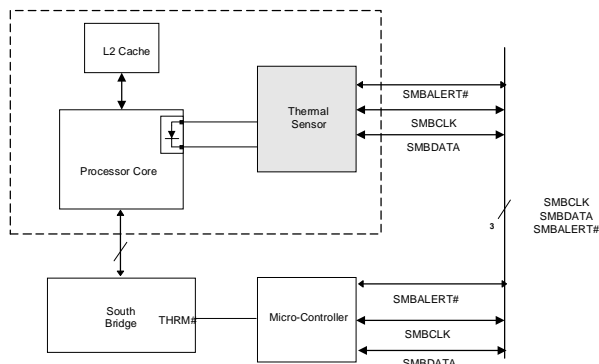 L2 Cache
Thermal
Sensor
SMBALERT#
SMBCLK
SMBDATA
Processor Core
3
SMBCLK
SMBDATA
SMBALERT#
South
Bridge
THRM#
Micro-Controller
SMBALERT#
SMBCLK
SMBDATA